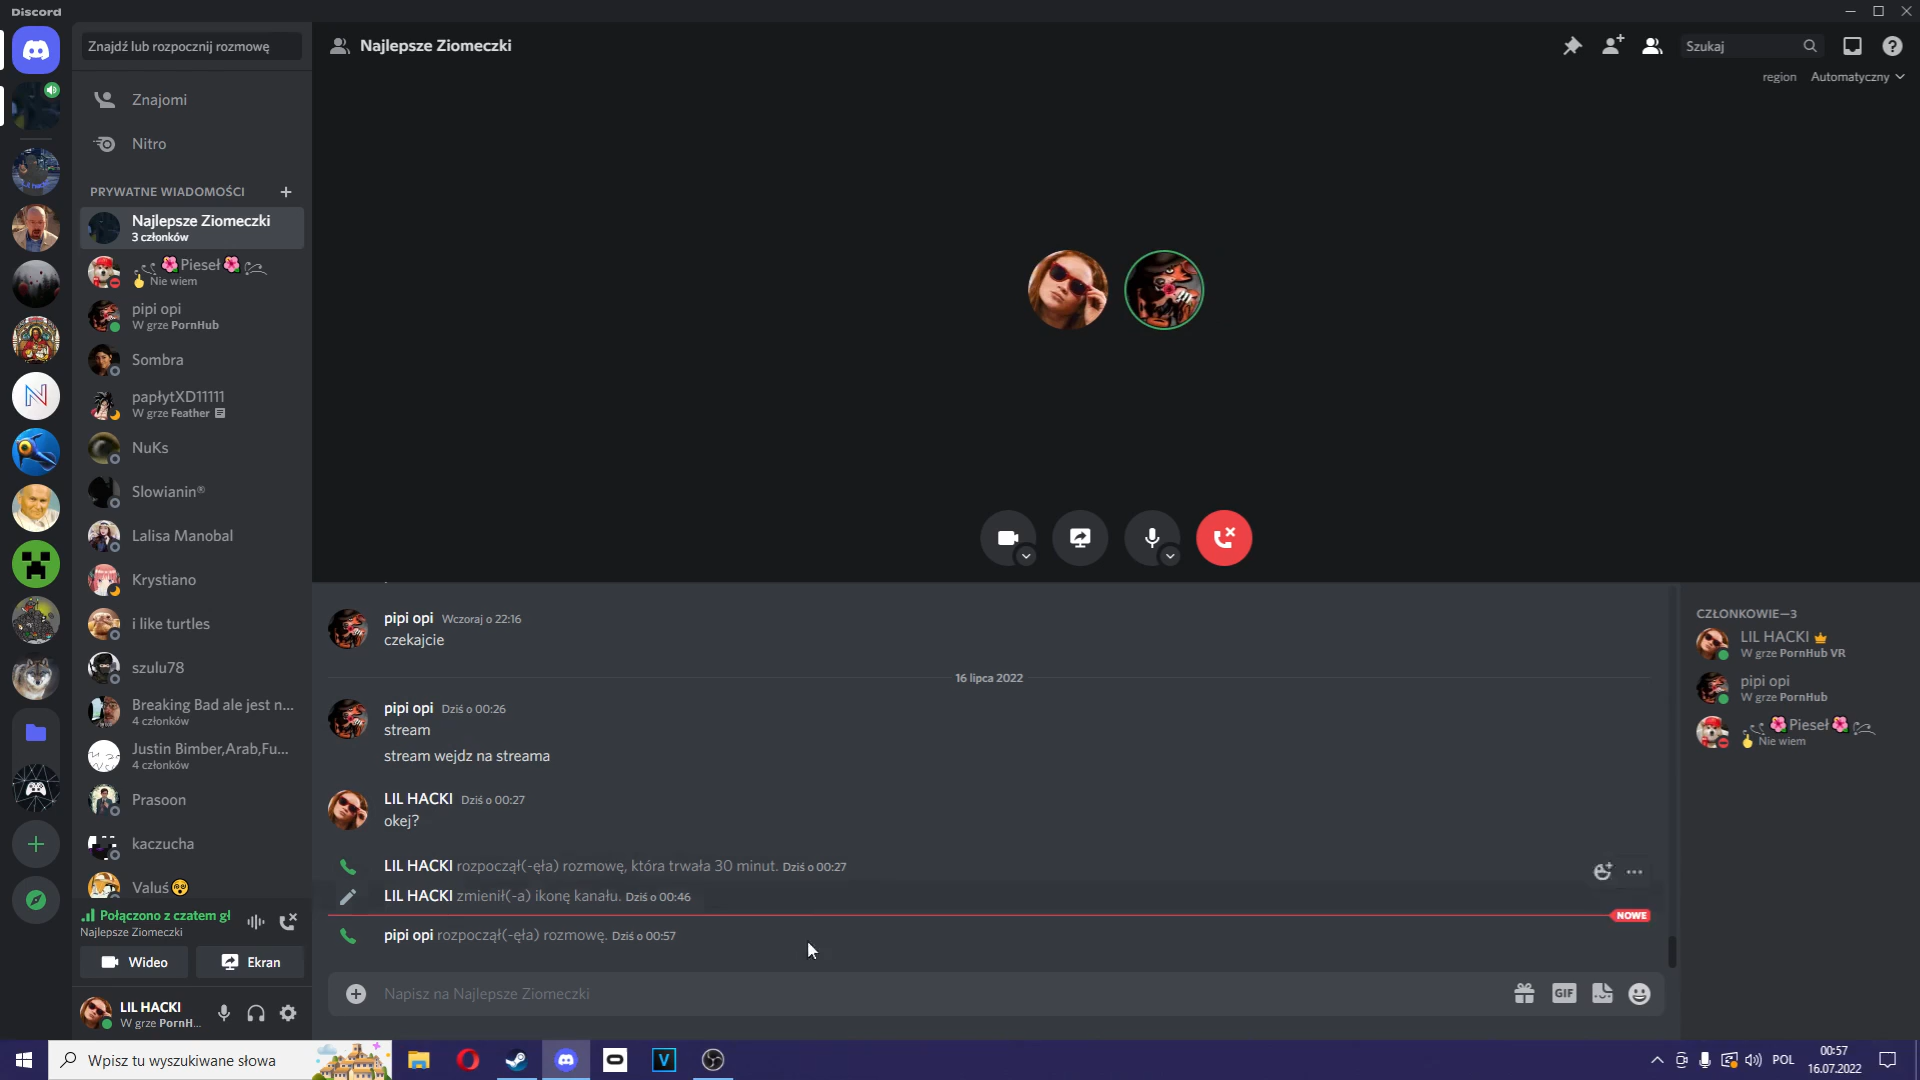 Discord
Znajdź lub rozpocznij rozmowę
Znajomi
Nitro
PRYWATNE WIADOMOŚCI
Najlepsze Ziomeczki
3 członków
Pieseł
Nie wiem
pipi opi
W grze PornHub
Sombra
papłytXD11111
W grze Feather
NuKs
Slowianin®
Lalisa Manobal
Krystiano
i like turtles
szulu78
Breaking Bad ale jest n...
4 członków
Justin Bimber,Arab,Fu...
4 członków
Prasoon
kaczucha
Valuś
Połączono z czatem gł
Najlepsze Ziomeczki
Wideo
Ekran
LIL HACKI
W grze PornH...
Najlepsze Ziomeczki
Szukaj
region Automatyczny
pipi opi Wczoraj o 22:16
czekajcie
16 lipca 2022
pipi opi Dziś o 00:26
stream
stream wejdz na streama
LIL HACKI Dziś o 00:27
okej?
LIL HACKI rozpoczął(-ęła) rozmowę, która trwała 30 minut. Dziś o 00:27
LIL HACKI zmienił(-a) ikonę kanału. Dziś o 00:46
NOWE
pipi opi rozpoczął(-ęła) rozmowę. Dziś o 00:57
Napisz na Najlepsze Ziomeczki
GIF
CZŁONKOWIE—3
LIL HACKI
W grze PornHub VR
pipi opi
W grze PornHub
Pieseł
Nie wiem
Wpisz tu wyszukiwane słowa
V
POL
00:57
16.07.2022